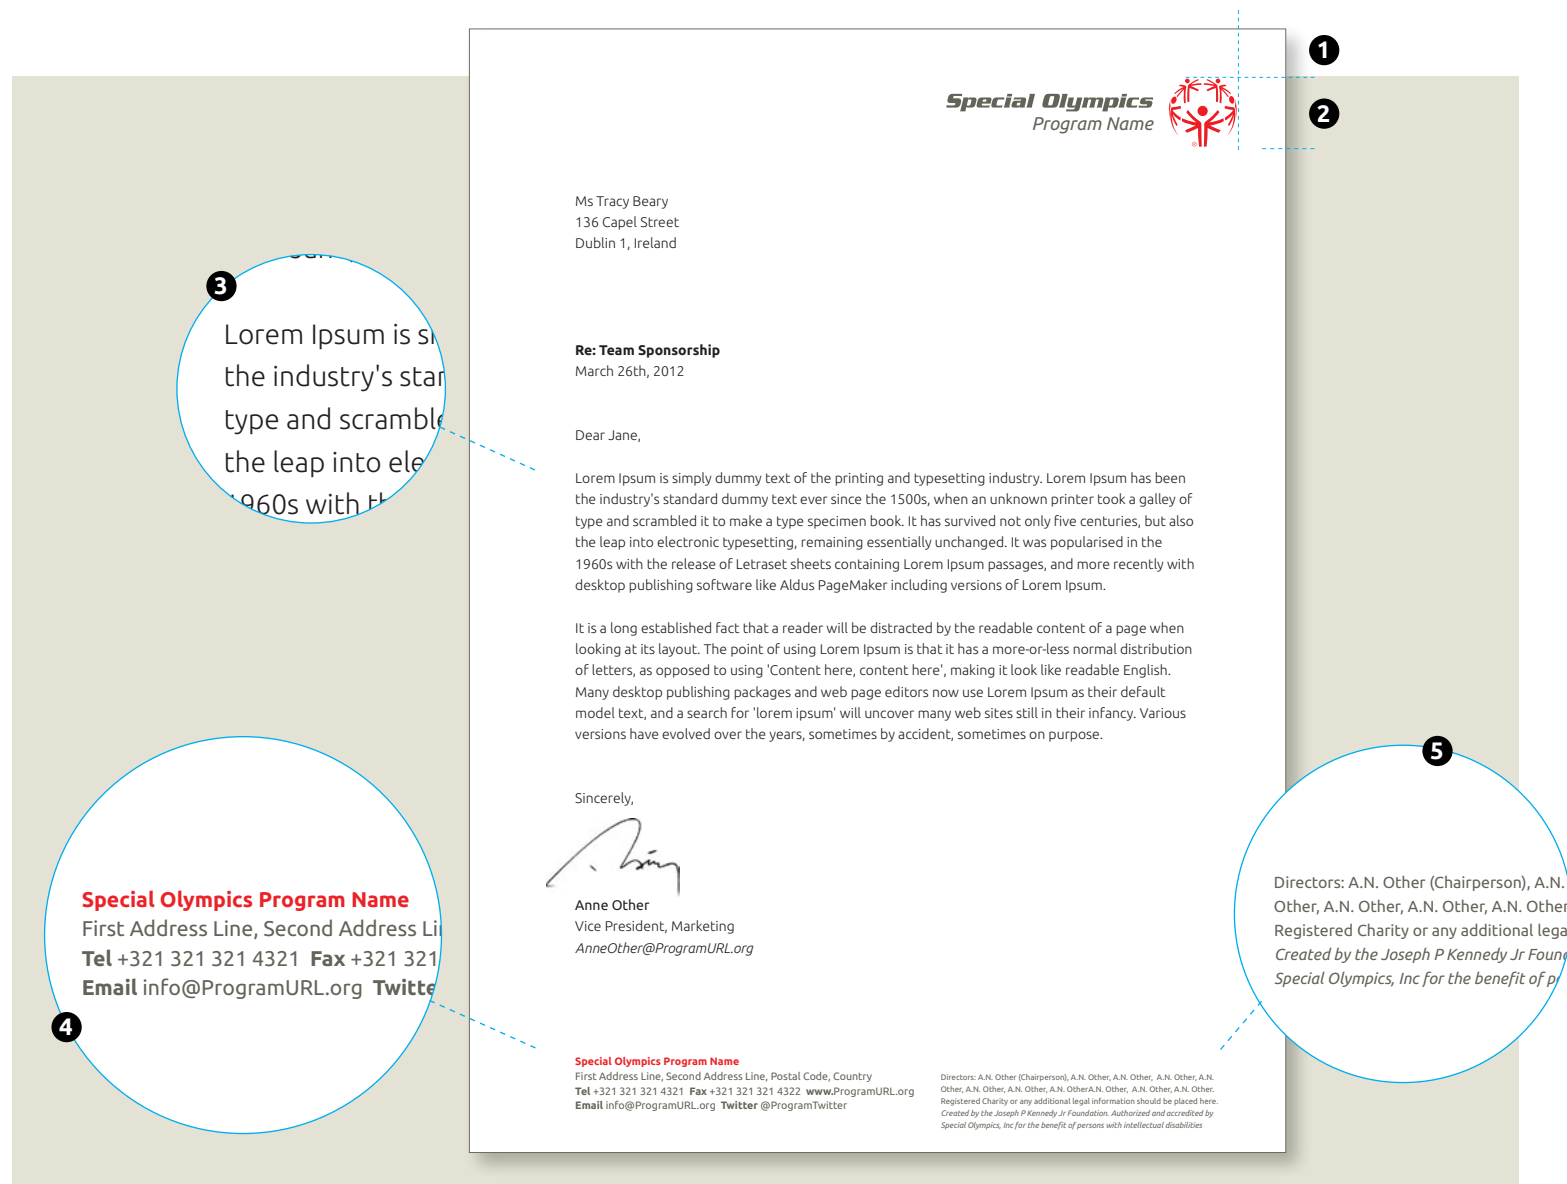 1
Special Olympics
Program Name
2
Ms Tracy Beary
136 Capel Street
Dublin 1, Ireland
3
Lorem Ipsum is si
the industry's star
type and scramble
the leap into ele
1960s with th
Re: Team Sponsorship
March 26th, 2012
Dear Jane,
Lorem Ipsum is simply dummy text of the printing and typesetting industry. Lorem Ipsum has been
the industry's standard dummy text ever since the 1500s, when an unknown printer took a galley of
type and scrambled it to make a type specimen book. It has survived not only five centuries, but also
the leap into electronic typesetting, remaining essentially unchanged. It was popularised in the
1960s with the release of Letraset sheets containing Lorem Ipsum passages, and more recently with
desktop publishing software like Aldus PageMaker including versions of Lorem Ipsum.
It is a long established fact that a reader will be distracted by the readable content of a page when
looking at its layout. The point of using Lorem Ipsum is that it has a more-or-less normal distribution
of letters, as opposed to using 'Content here, content here', making it look like readable English.
Many desktop publishing packages and web page editors now use Lorem Ipsum as their default
model text, and a search for 'lorem ipsum' will uncover many web sites still in their infancy. Various
versions have evolved over the years, sometimes by accident, sometimes on purpose.
Sincerely,
Anne Other
Vice President, Marketing
AnneOther@ProgramURL.org
Special Olympics Program Name
First Address Line, Second Address Li
Tel +321 321 321 4321 Fax +321 321
Email info@ProgramURL.org Twitte
4
5
Directors: A.N. Other (Chairperson), A.N.
Other, A.N. Other, A.N. Other, A.N. Other
Registered Charity or any additional lega
Created by the Joseph P Kennedy Jr Found
Special Olympics, Inc for the benefit of pe
Special Olympics Program Name
First Address Line, Second Address Line, Postal Code, Country
Tel +321 321 321 4321 Fax +321 321 321 4322 www.ProgramURL.org
Email info@ProgramURL.org Twitter @ProgramTwitter
Directors: A.N. Other (Chairperson), A.N. Other, A.N. Other, A.N. Other, A.N.
Other, A.N. Other, A.N. Other, A.N. OtherA.N. Other, A.N. Other, A.N. Other.
Registered Charity or any additional legal information should be placed here.
Created by the Joseph P Kennedy Jr Foundation. Authorized and accredited by
Special Olympics, Inc for the benefit of persons with intellectual disabilities